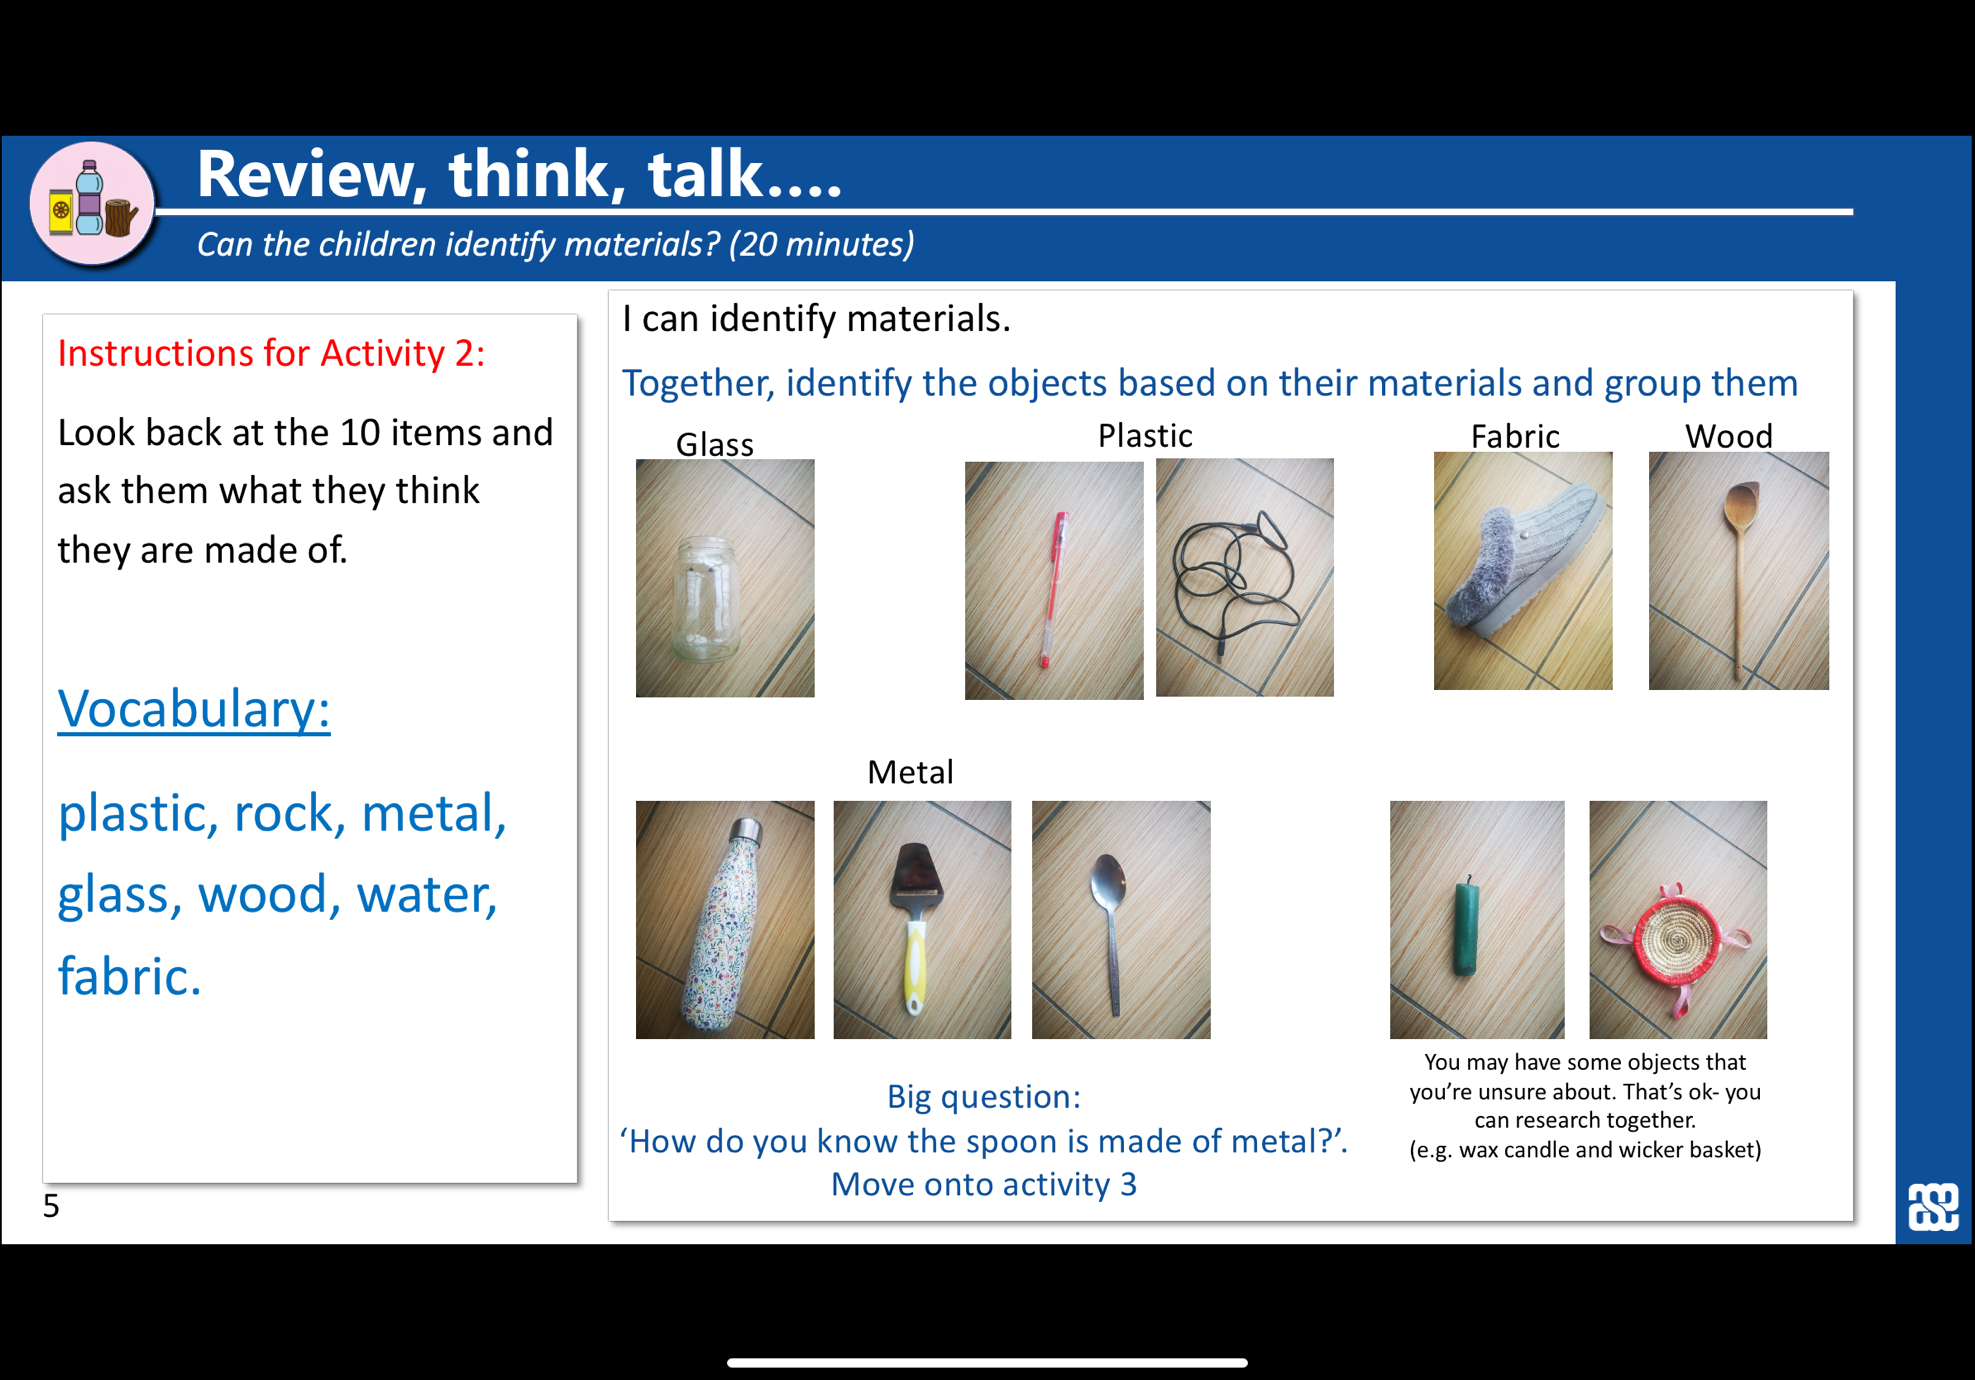 Review, think, talk....
Can the children identify materials? (20 minutes)
Instructions for Activity 2:
Look back at the 10 items and
ask them what they think
they are made of.
Vocabulary:
plastic, rock, metal,
glass, wood, water,
fabric.
5
I can identify materials.
Together, identify the objects based on their materials and group them
Glass
Plastic
Fabric
Wood
Metal
Big question:
‘How do you know the spoon is made of metal?’.
Move onto activity 3
You may have some objects that
you’re unsure about. That’s ok- you
can research together.
(e.g. wax candle and wicker basket)
ase